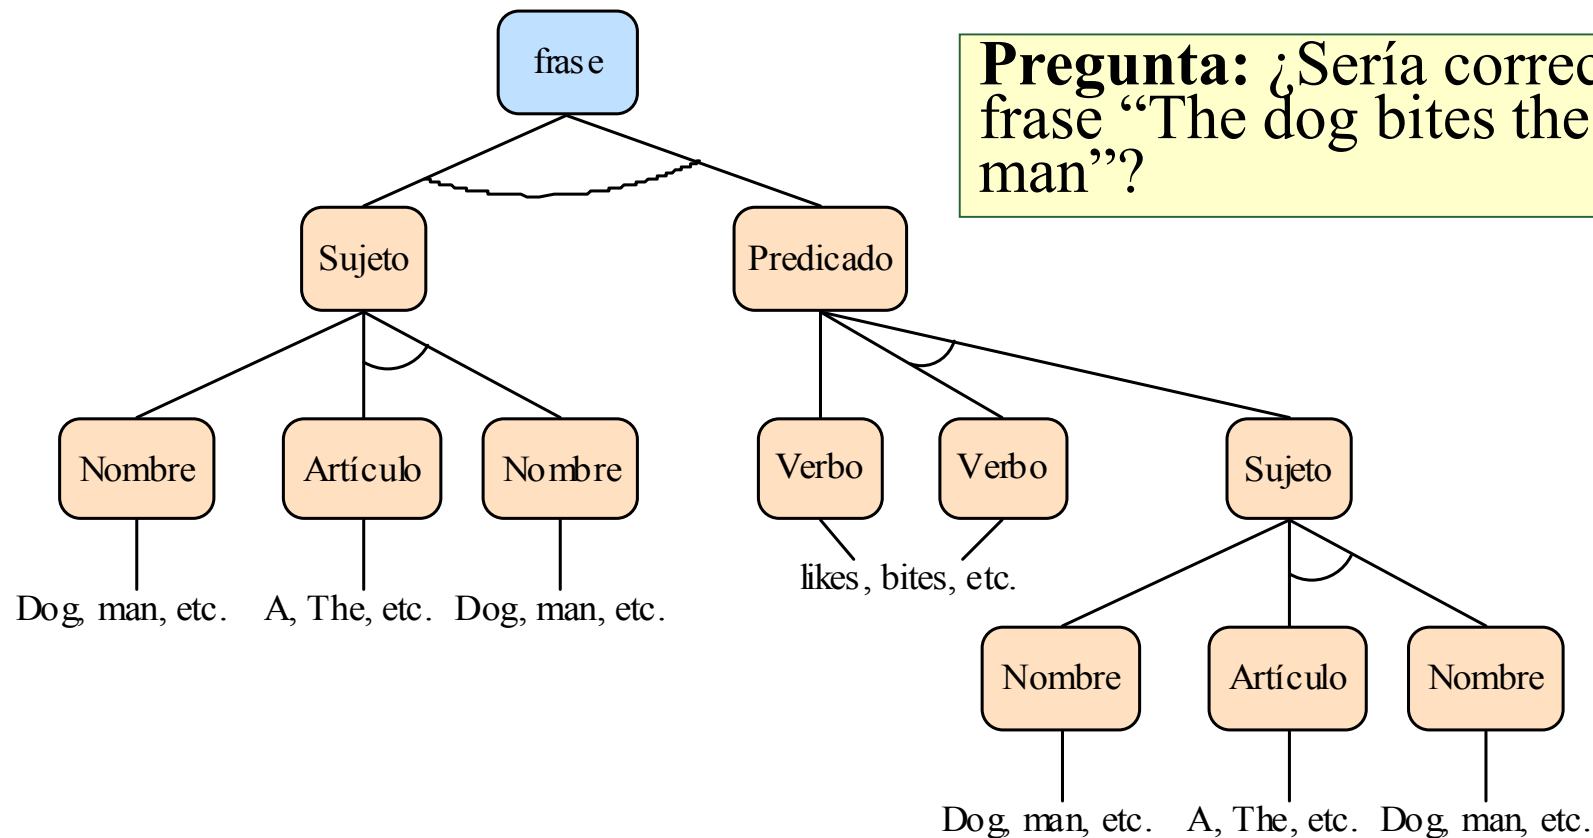 frase
Pregunta: ¿Sería correc
frase “The dog bites the
man”?
Sujeto
Predicado
Nombre
Artículo
Nombre
Verbo
Verbo
Sujeto
likes, bites, etc.
Dog, man, etc.
A, The, etc.
Dog, man, etc.
Nombre
Artículo
Nombre
Dog, man, etc.
A, The, etc.
Dog, man, etc.